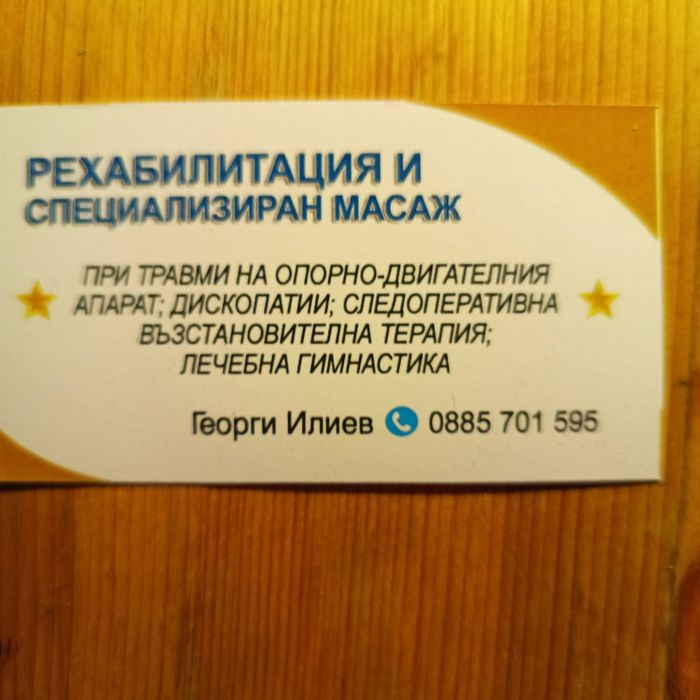 РЕХАБИЛИТАЦИЯ И
СПЕЦИАЛИЗИРАН МАСАЖ
ПРИ ТРАВМИ НА ОПОРНО-ДВИГАТЕЛНИЯ
АПАРАТ; ДИСКОПАТИИ; СЛЕДОПЕРАТИВНА
ВЪЗСТАНОВИТЕЛНА ТЕРАПИЯ;
ЛЕЧЕБНА ГИМНАСТИКА
Георги Илиев 0885 701 595